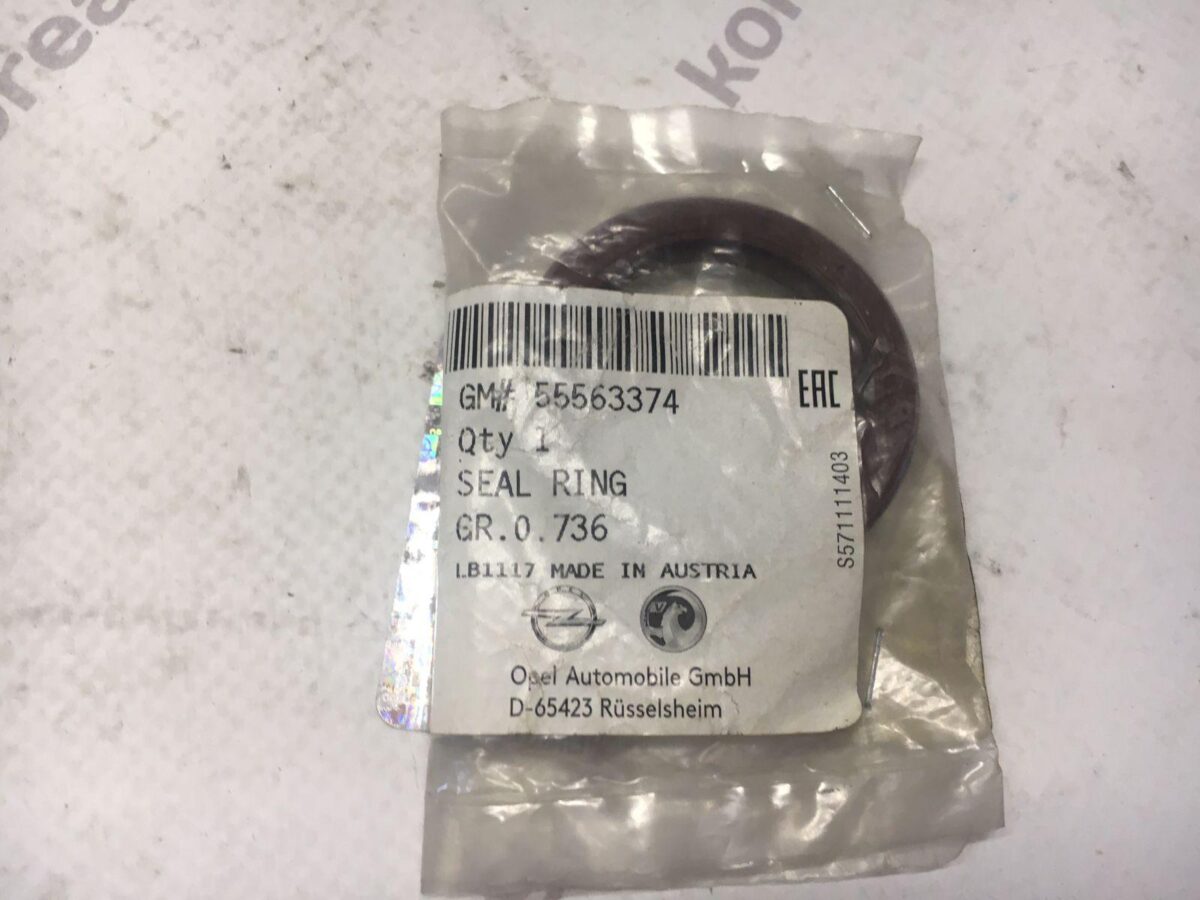 GM# 55563374
EAC
Qty 1
SEAL RING
GR.0.736
LB1117 MADE IN AUSTRIA
Opel Automobile GmbH
D-65423 Rüsselsheim
S571111403